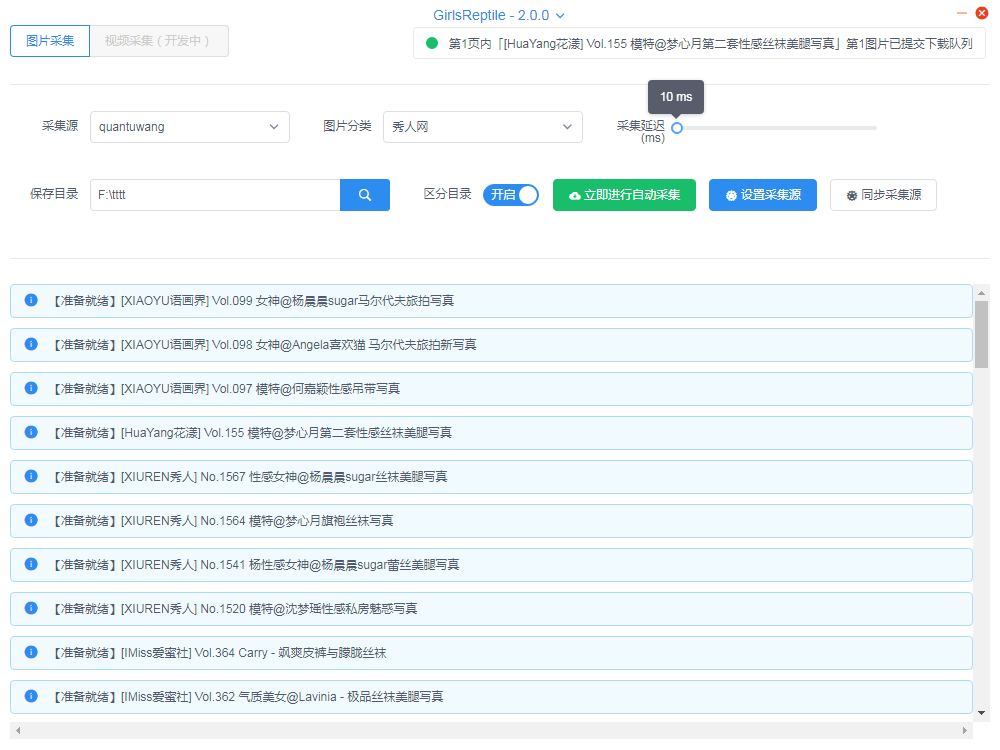 GirlsReptile - 2.0.0
图片采集 视频采集（开发中）
第1页内「[HuaYang花漾] Vol.155 模特@梦心月第二套性感丝袜美腿写真」第1图片已提交下载队列
10 ms
采集源 quantuwang 图片分类 秀人网 采集延迟
(ms)
保存目录 F:\tttt 区分目录 开启 立即进行自动采集 设置采集源 同步采集源
【准备就绪】[XIAOYU语画界] Vol.099 女神@杨晨晨sugar马尔代夫旅拍写真
【准备就绪】[XIAOYU语画界] Vol.098 女神@Angela喜欢猫 马尔代夫旅拍新写真
【准备就绪】[XIAOYU语画界] Vol.097 模特@何嘉颖性感吊带写真
【准备就绪】[HuaYang花漾] Vol.155 模特@梦心月第二套性感丝袜美腿写真
【准备就绪】[XIUREN秀人] No.1567 性感女神@杨晨晨sugar丝袜美腿写真
【准备就绪】[XIUREN秀人] No.1564 模特@梦心月旗袍丝袜写真
【准备就绪】[XIUREN秀人] No.1541 杨性感女神@杨晨晨sugar蕾丝美腿写真
【准备就绪】[XIUREN秀人] No.1520 模特@沈梦瑶性感私房魅惑写真
【准备就绪】[IMiss爱蜜社] Vol.364 Carry - 飒爽皮裤与朦胧丝袜
【准备就绪】[IMiss爱蜜社] Vol.362 气质美女@Lavinia - 极品丝袜美腿写真